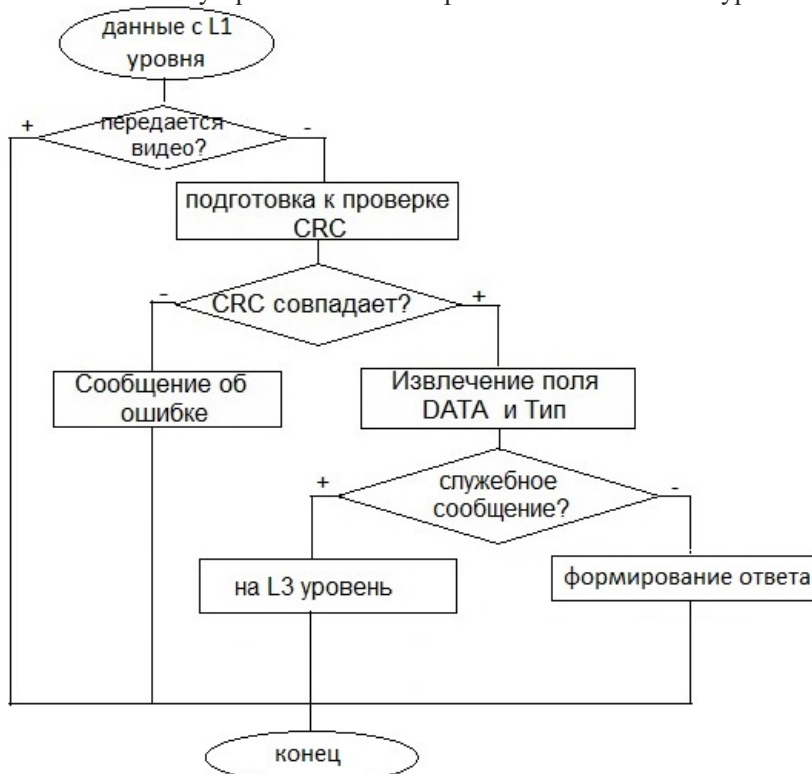 данные с L1
уровня
+
передается
видео?
-
подготовка к проверке
CRC
-
CRC совпадает?
+
Сообщение об
ошибке
Извлечение поля
DATA и Тип
+
служебное
сообщение?
-
на L3 уровень
формирование ответа
конец